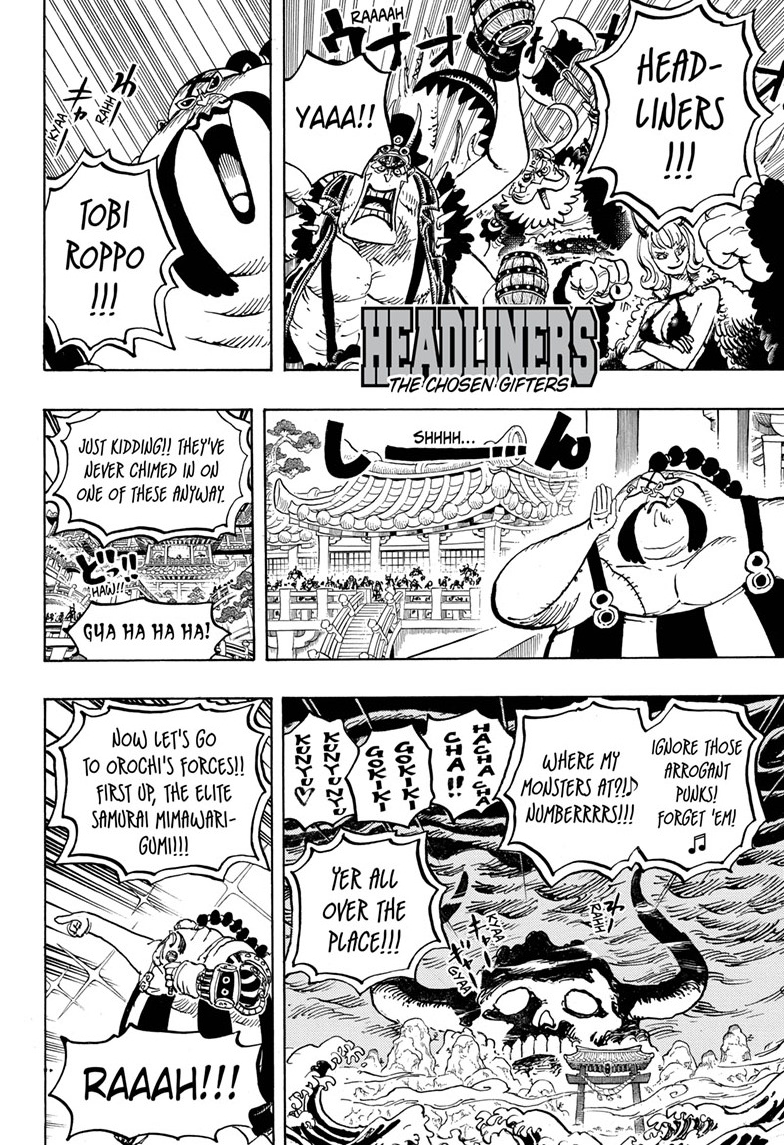 HEAD-
LINERS
!!!
RAAAAH
ウオオオ
YAAA!!
HEADLINERS
THE CHOSEN GIFTERS
RAHH
KYAA
TOBI
ROPPO
!!!
しーん
SHHHH...
JUST KIDDING!! THEY'VE
NEVER CHIMED IN ON
ONE OF THESE ANYWAY.
どっ!!
HAW!!
GYA HA HA HA!
IGNORE THOSE
ARROGANT
PUNKS!
FORGET 'EM!
♫
WHERE MY
MONSTERS AT?!♪
NUMBERRRRS!!!
HACHA CHA
CHA!!
GOKIKI
GOKIKI
KUNYUNYU
KUNYU♡
YER ALL
OVER THE
PLACE!!!
RAHH
KYAA
GYAH
NOW LET'S GO
TO OROCHI'S FORCES!!
FIRST UP, THE ELITE
SAMURAI MIMAWARI-
GUMI!!!
RAAAH!!!